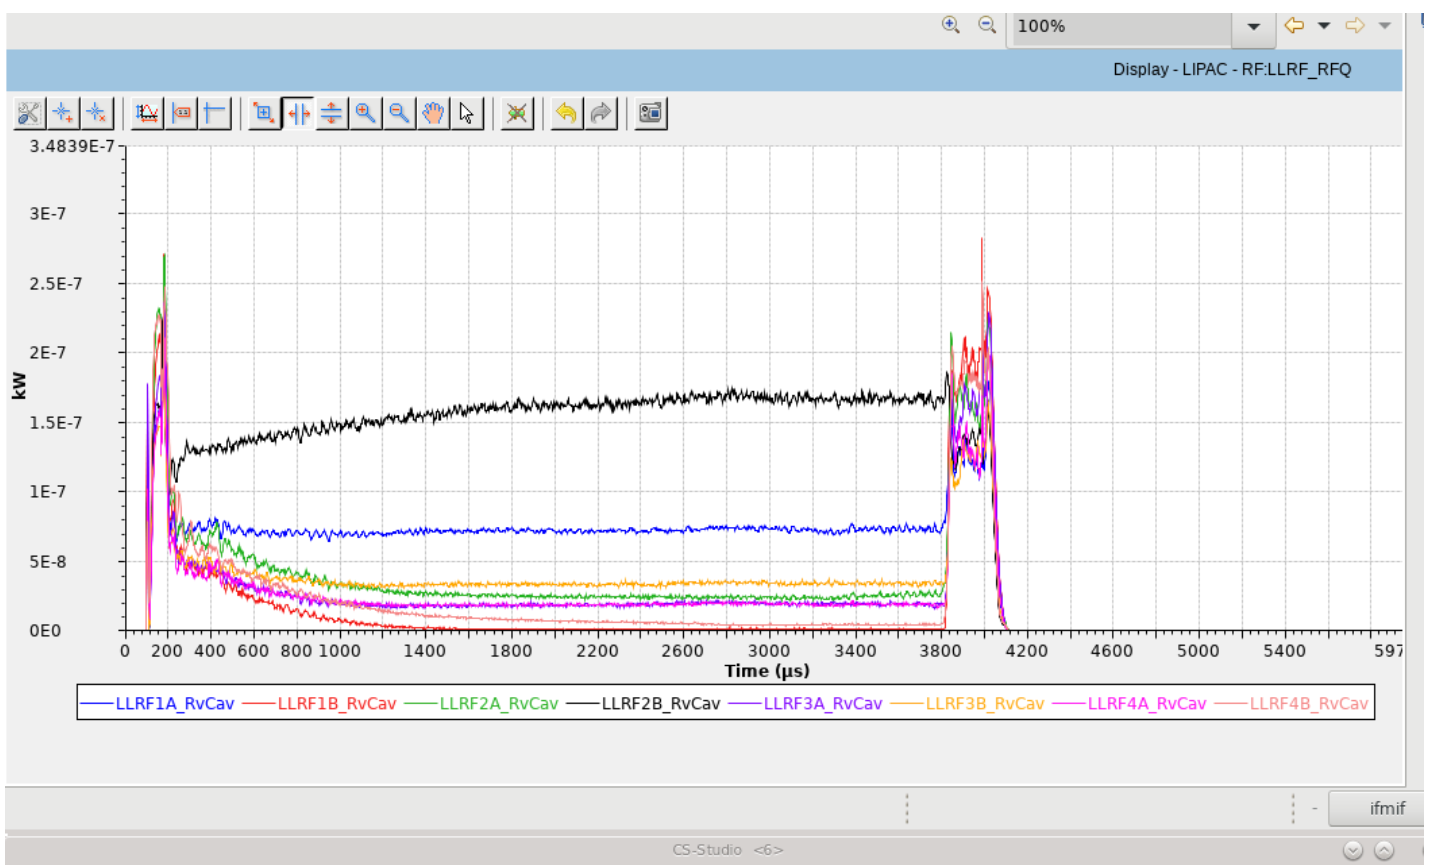 100%
Display - LIPAC - RF:LLRF_RFQ
3.4839E-7
3E-7
2.5E-7
2E-7
1.5E-7
1E-7
5E-8
0E0
kW
0 200 400 600 800 1000 1400 1800 2200 2600 3000 3400 3800 4200 4600 5000 5400 597
Time (µs)
LLRF1A_RvCav LLRF1B_RvCav LLRF2A_RvCav LLRF2B_RvCav LLRF3A_RvCav LLRF3B_RvCav LLRF4A_RvCav LLRF4B_RvCav
- ifmif
CS-Studio <6>